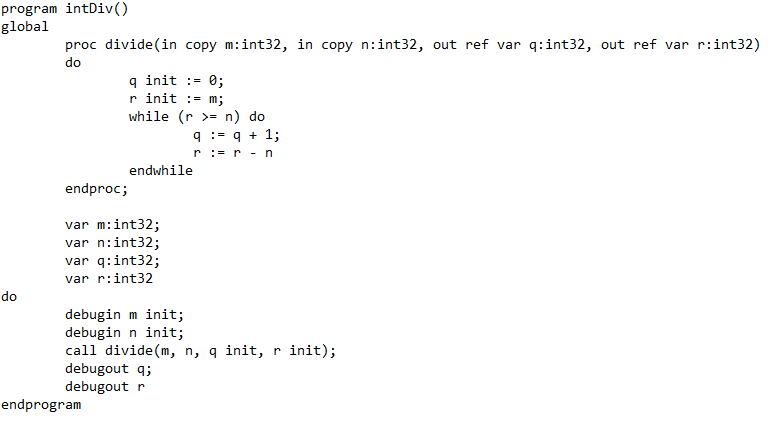 program intDiv()
global
proc divide(in copy m:int32, in copy n:int32, out ref var q:int32, out ref var r:int32)
do
q init := 0;
r init := m;
while (r >= n) do
q := q + 1;
r := r - n
endwhile
endproc;
var m:int32;
var n:int32;
var q:int32;
var r:int32
do
debugin m init;
debugin n init;
call divide(m, n, q init, r init);
debugout q;
debugout r
endprogram